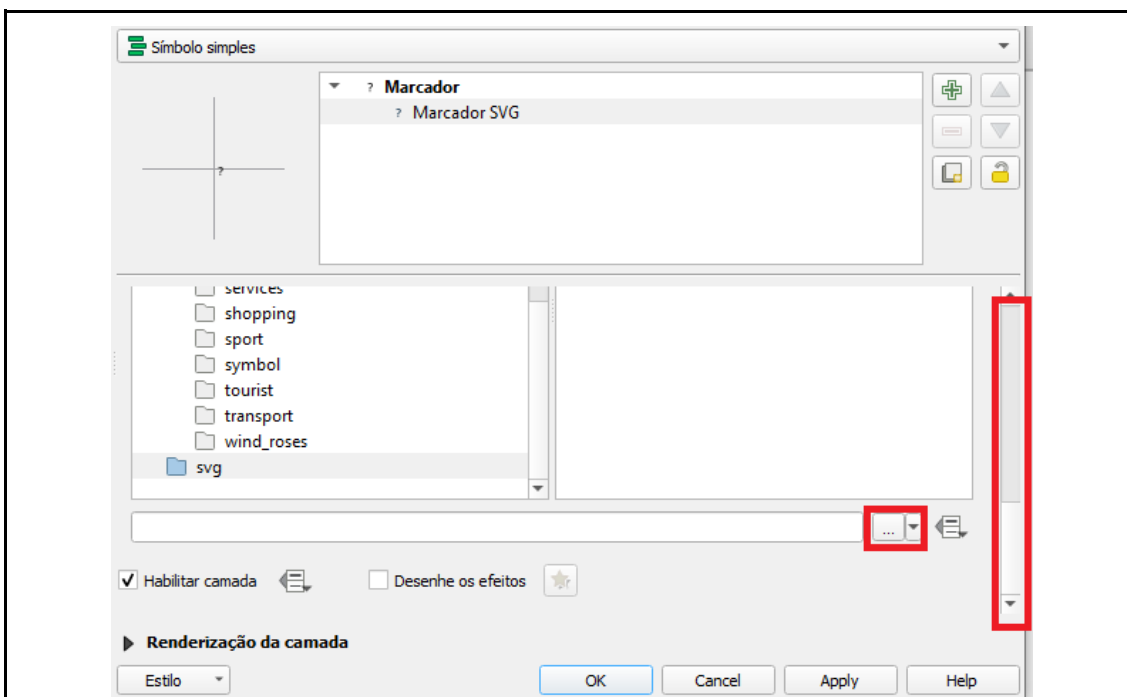 Símbolo simples
? Marcador
? Marcador SVG
?
services
shopping
sport
symbol
tourist
transport
wind_roses
svg
...
Habilitar camada
Desenhe os efeitos
Renderização da camada
Estilo
OK
Cancel
Apply
Help